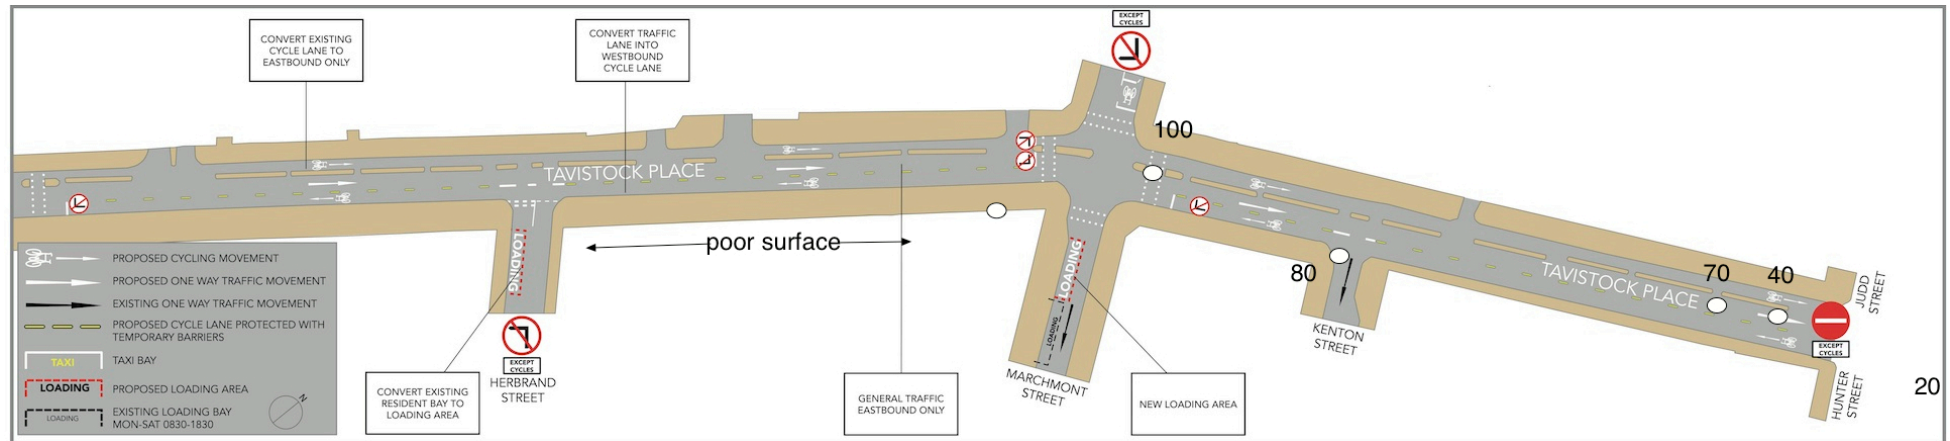 EXCEPT
CYCLES
CONVERT EXISTING
CYCLE LANE TO
EASTBOUND ONLY
CONVERT TRAFFIC
LANE INTO
WESTBOUND
CYCLE LANE
100
TAVISTOCK PLACE
poor surface
LOADING
LOADING
LOADING
80
TAVISTOCK PLACE
70
40
JUDD
STREET
EXCEPT
CYCLES
HUNTER
STREET
20
KENTON
STREET
MARCHMONT
STREET
EXCEPT
CYCLES
HERBRAND
STREET
CONVERT EXISTING
RESIDENT BAY TO
LOADING AREA
GENERAL TRAFFIC
EASTBOUND ONLY
NEW LOADING AREA
PROPOSED CYCLING MOVEMENT
PROPOSED ONE WAY TRAFFIC MOVEMENT
EXISTING ONE WAY TRAFFIC MOVEMENT
PROPOSED CYCLE LANE PROTECTED WITH
TEMPORARY BARRIERS
TAXI
TAXI BAY
LOADING
PROPOSED LOADING AREA
LOADING
EXISTING LOADING BAY
MON-SAT 0830-1830
N